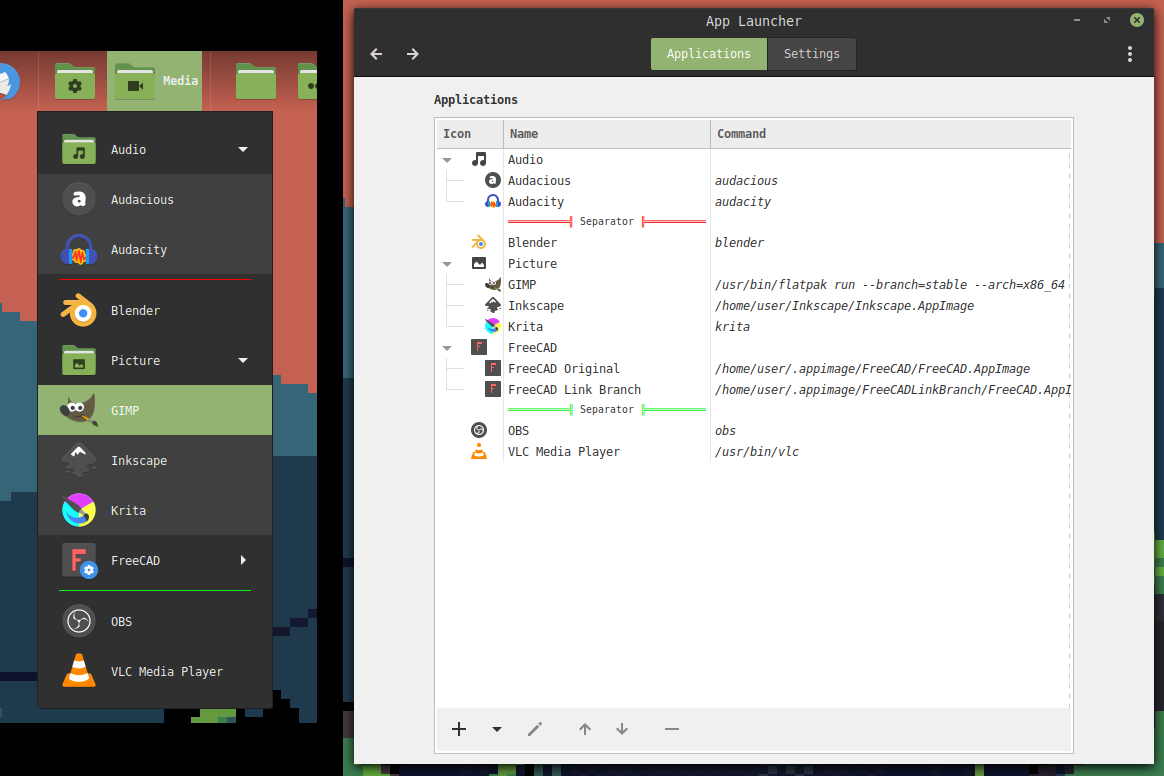 Media
Audio
Audacious
Audacity
Blender
Picture
GIMP
Inkscape
Krita
FreeCAD
OBS
VLC Media Player
App Launcher
Applications Settings
Applications
Icon Name Command
Audio
Audacious audacious
Audacity audacity
Separator
Blender blender
Picture
GIMP /usr/bin/flatpak run --branch=stable --arch=x86_64
Inkscape /home/user/Inkscape/Inkscape.AppImage
Krita krita
FreeCAD
FreeCAD Original /home/user/.appimage/FreeCAD/FreeCAD.AppImage
FreeCAD Link Branch /home/user/.appimage/FreeCADLinkBranch/FreeCAD.AppI
Separator
OBS obs
VLC Media Player /usr/bin/vlc